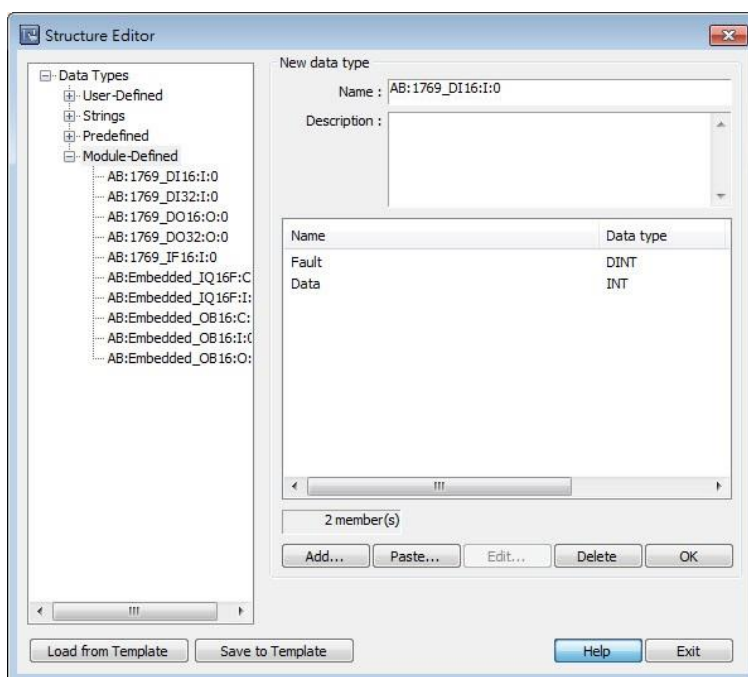 Structure Editor
Data Types
User-Defined
Strings
Predefined
Module-Defined
AB:1769_DI16:I:0
AB:1769_DI32:I:0
AB:1769_DO16:O:0
AB:1769_DO32:O:0
AB:1769_IF16:I:0
AB:Embedded_IQ16F:C
AB:Embedded_IQ16F:I:
AB:Embedded_OB16:C:
AB:Embedded_OB16:I:(
AB:Embedded_OB16:O:
New data type
Name : AB:1769_DI16:I:0
Description :
Name Data type
Fault DINT
Data INT
2 member(s)
Add... Paste... Edit... Delete OK
Load from Template Save to Template Help Exit